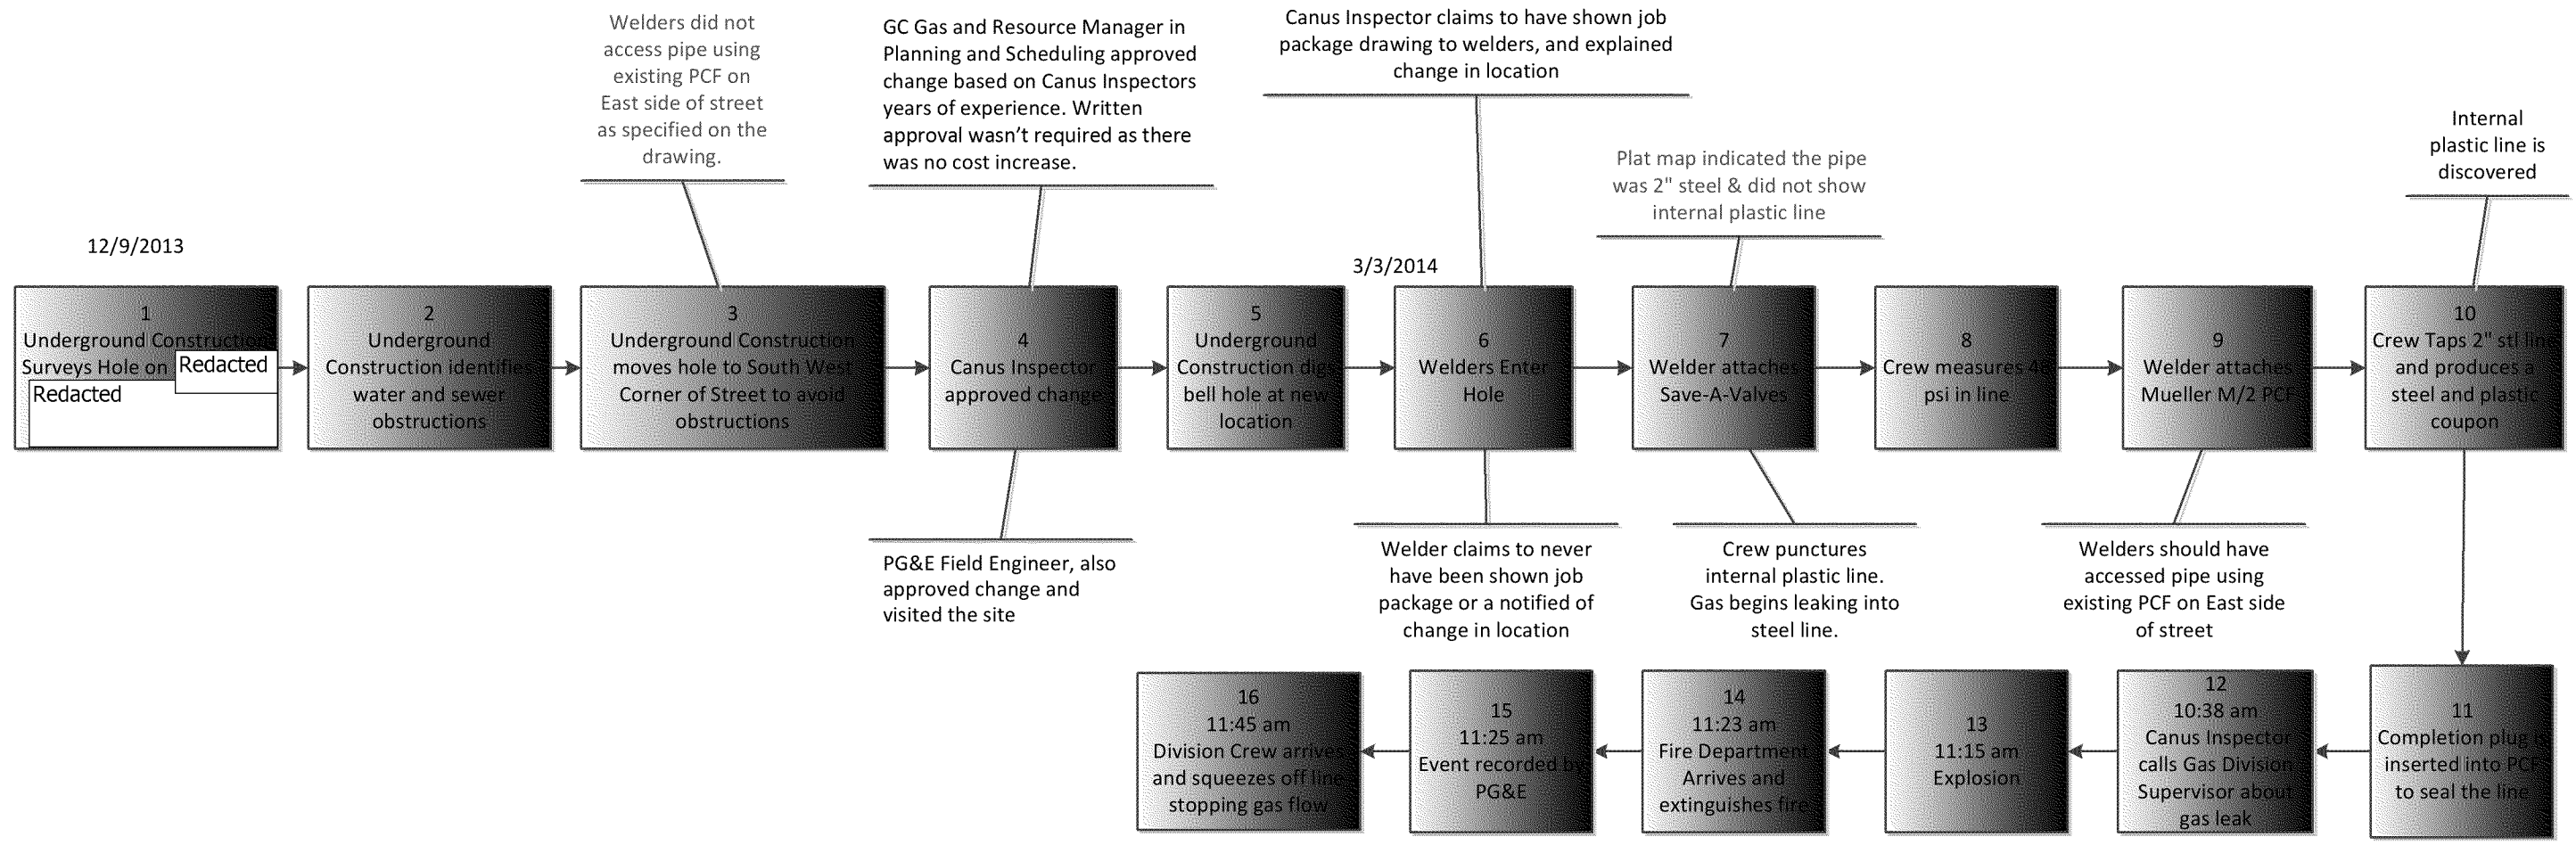 Welders did not
access pipe using
existing PCF on
East side of street
as specified on the
drawing.
GC Gas and Resource Manager in
Planning and Scheduling approved
change based on Canus Inspectors
years of experience. Written
approval wasn't required as there
was no cost increase.
Canus Inspector claims to have shown job
package drawing to welders, and explained
change in location
Plat map indicated the pipe
was 2" steel & did not show
internal plastic line
Internal
plastic line is
discovered
12/9/2013
3/3/2014
1
Underground Construction
Surveys Hole on
Redacted
Redacted
2
Underground
Construction identifies
water and sewer
obstructions
3
Underground Construction
moves hole to South West
Corner of Street to avoid
obstructions
4
Canus Inspector
approved change
5
Underground
Construction digs
bell hole at new
location
6
Welders Enter
Hole
7
Welder attaches
Save-A-Valves
8
Crew measures
psi in line
9
Welder attaches
Mueller M/2 PCF
10
Crew Taps 2" stl line
and produces a
steel and plastic
coupon
PG&E Field Engineer, also
approved change and
visited the site
Welder claims to never
have been shown job
package or a notified of
change in location
Crew punctures
internal plastic line.
Gas begins leaking into
steel line.
Welders should have
accessed pipe using
existing PCF on East side
of street
11
Completion plug is
inserted into PCF
to seal the line
12
10:38 am
Canus Inspector
calls Gas Division
Supervisor about
gas leak
13
11:15 am
Explosion
14
11:23 am
Fire Department
Arrives and
extinguishes fire
15
11:25 am
Event recorded by
PG&E
16
11:45 am
Division Crew arrives
and squeezes off line
stopping gas flow